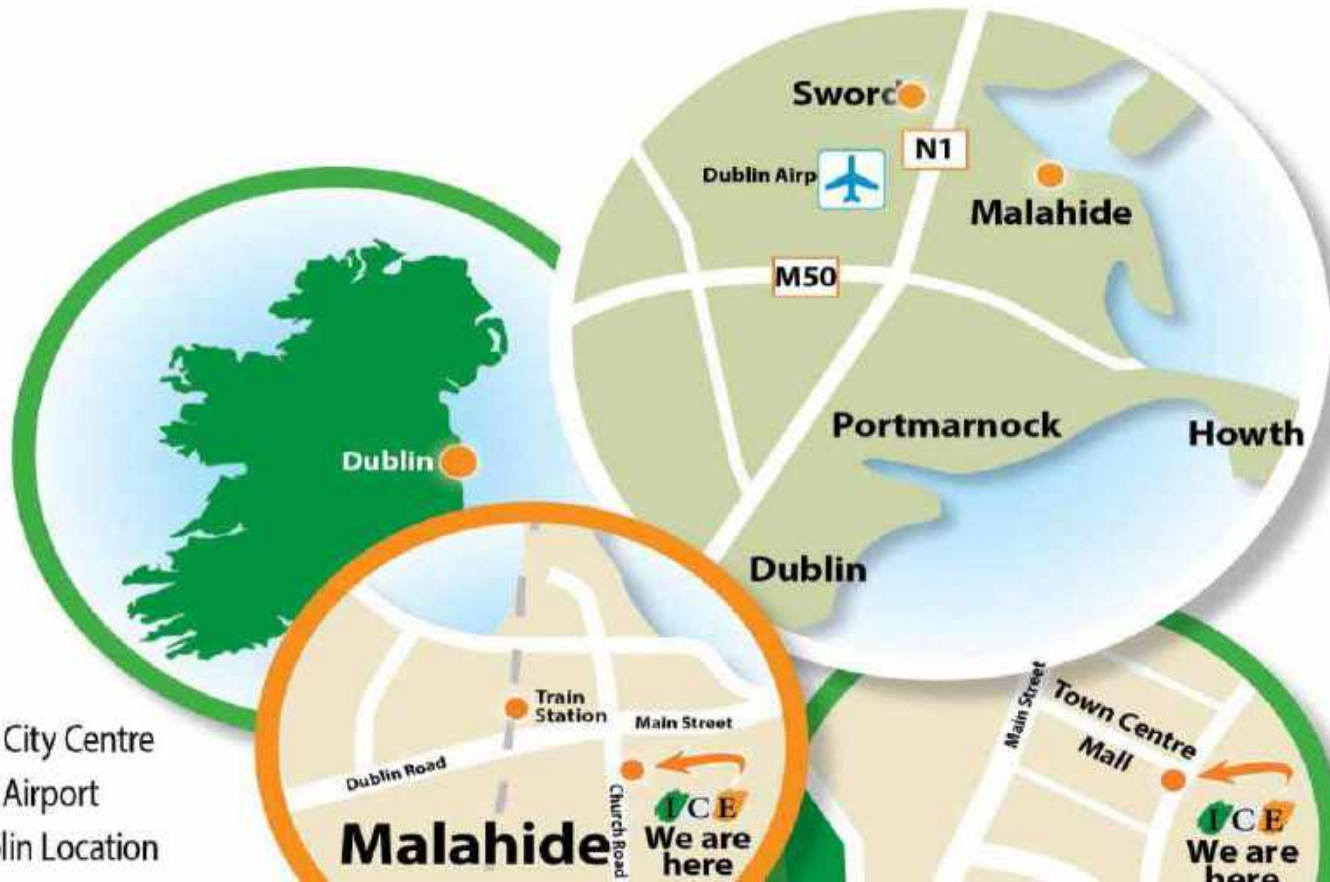 Sword
N1
Dublin Airp
Malahide
M50
Portmarnock
Howth
Dublin
Dublin
City Centre
Airport
lin Location
Train
Station
Main Street
Dublin Road
Church Road
Malahide
ICE
We are
here
Main Street
Town Centre
Mall
ICE
We are
here